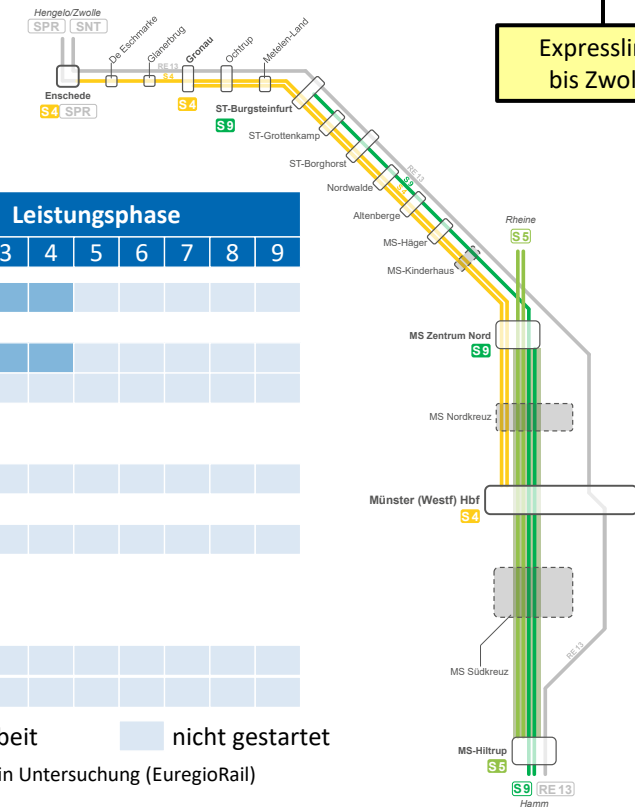 Hengelo/Zwolle
SPR SNT
De Eschmarke
Glanerbrug
Gronau
Ochtrup
Metelen-Land
RE 13
S4
Enschede
S4 SPR
S4
ST-Burgsteinfurt
S9
ST-Grottenkamp
ST-Borghorst
RE 13
S9
S4
Nordwalde
Altenberge
MS-Häger
MS-Kinderhaus
Rheine
S5
MS Zentrum Nord
S9
MS Nordkreuz
Münster (Westf) Hbf
S4
MS Südkreuz
RE 13
MS-Hiltrup
S5
S9 RE 13
Hamm
bis Zwol
Leistungsphase
3 4 5 6 7 8 9
nicht gestartet
in Untersuchung (EuregioRail)